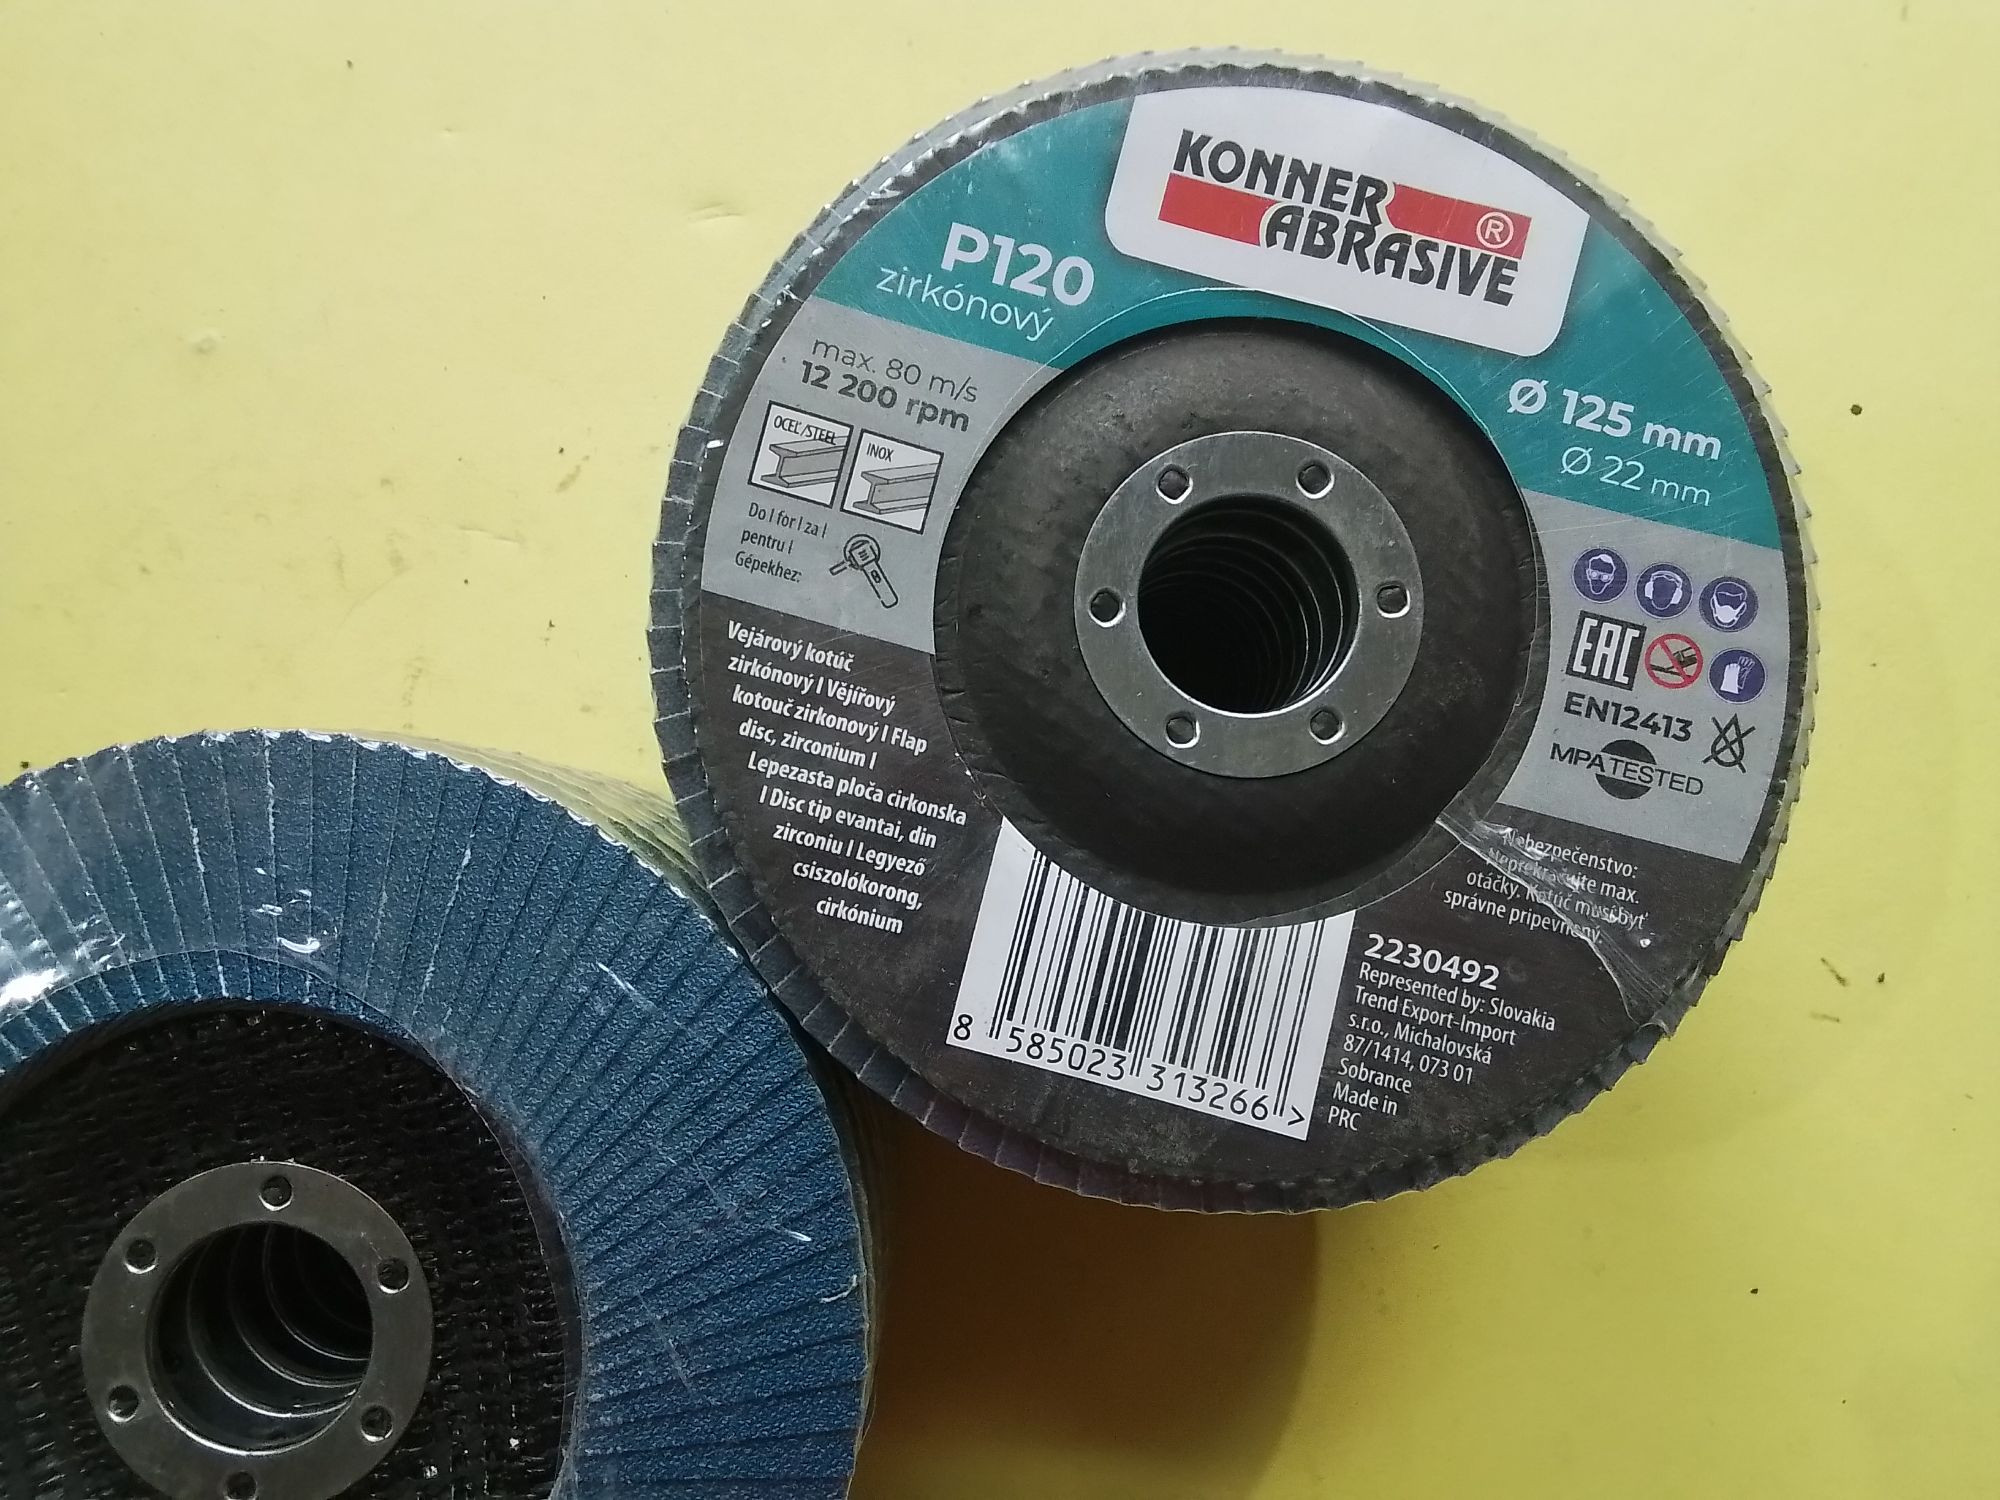 KONNER
ABRASIVE ®
P120
zirkónový
max. 80 m/s
12 200 rpm
OCEĽ/STEEL
INOX
Do I for I za I
pentru I
Gépekhez:
Ø 125 mm
Ø 22 mm
EAC
EN12413
MPA TESTED
Vejárový kotúč
zirkónový I Vějířový
kotouč zirkonový I Flap
disc, zirconium I
Lepezasta ploča cirkonska
I Disc tip evantai, din
zirconiu I Legyező
csiszolókorong,
cirkónium
Nebezpečenstvo:
max.
otáčky. Kotúč musí byť
správne pripevnený.
2230492
Represented by: Slovakia
Trend Export-Import
s.r.o., Michalovská
87/1414, 073 01
Sobrance
Made in
PRC
8 585023 313266 >